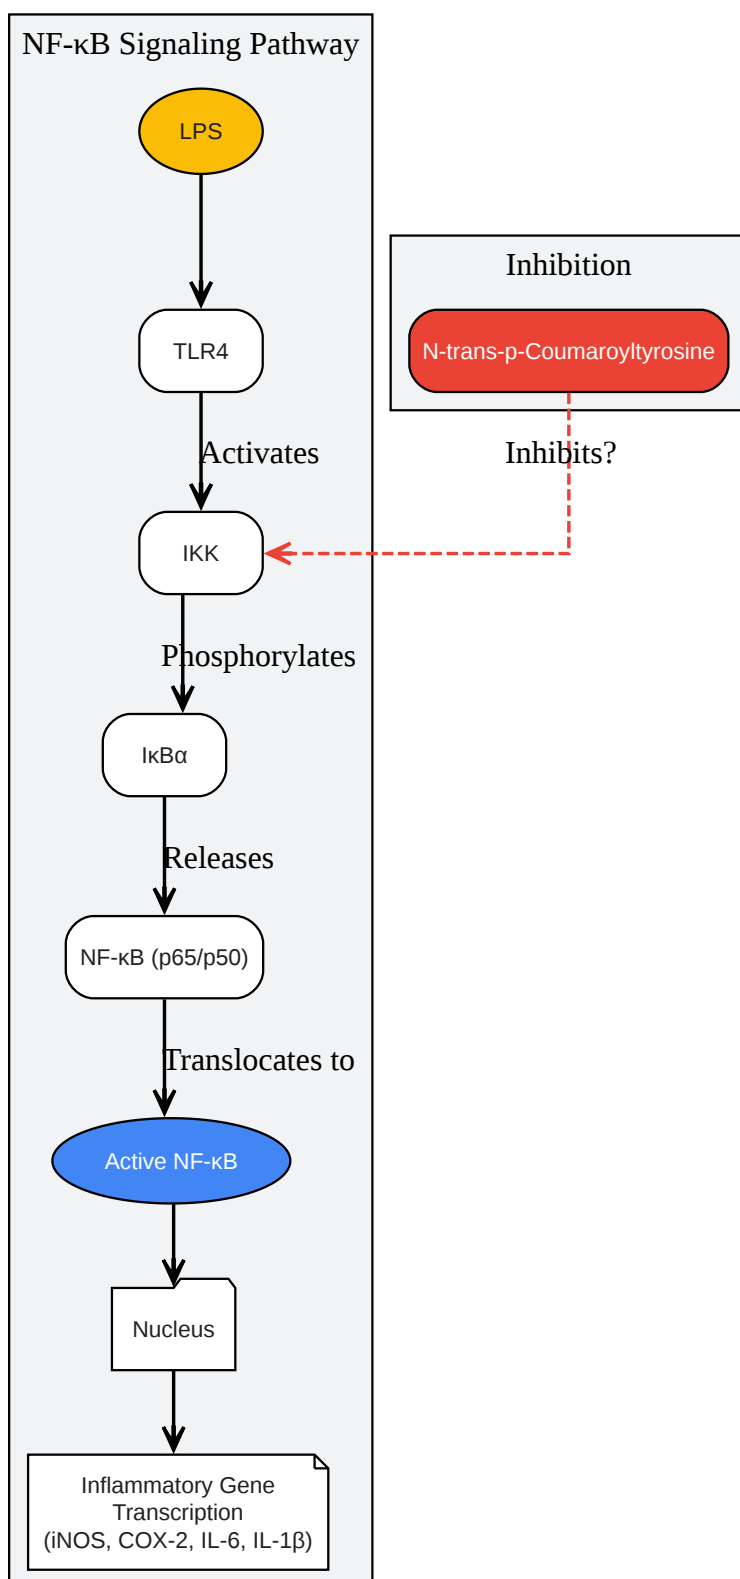 NF-κB Signaling Pathway
LPS
Inhibition
TLR4
N-trans-p-Coumaroyltyrosine
Activates
Inhibits?
IKK
Phosphorylates
IκBα
Releases
NF-κB (p65/p50)
Translocates to
Active NF-κB
Nucleus
Inflammatory Gene
Transcription
(iNOS, COX-2, IL-6, IL-1β)